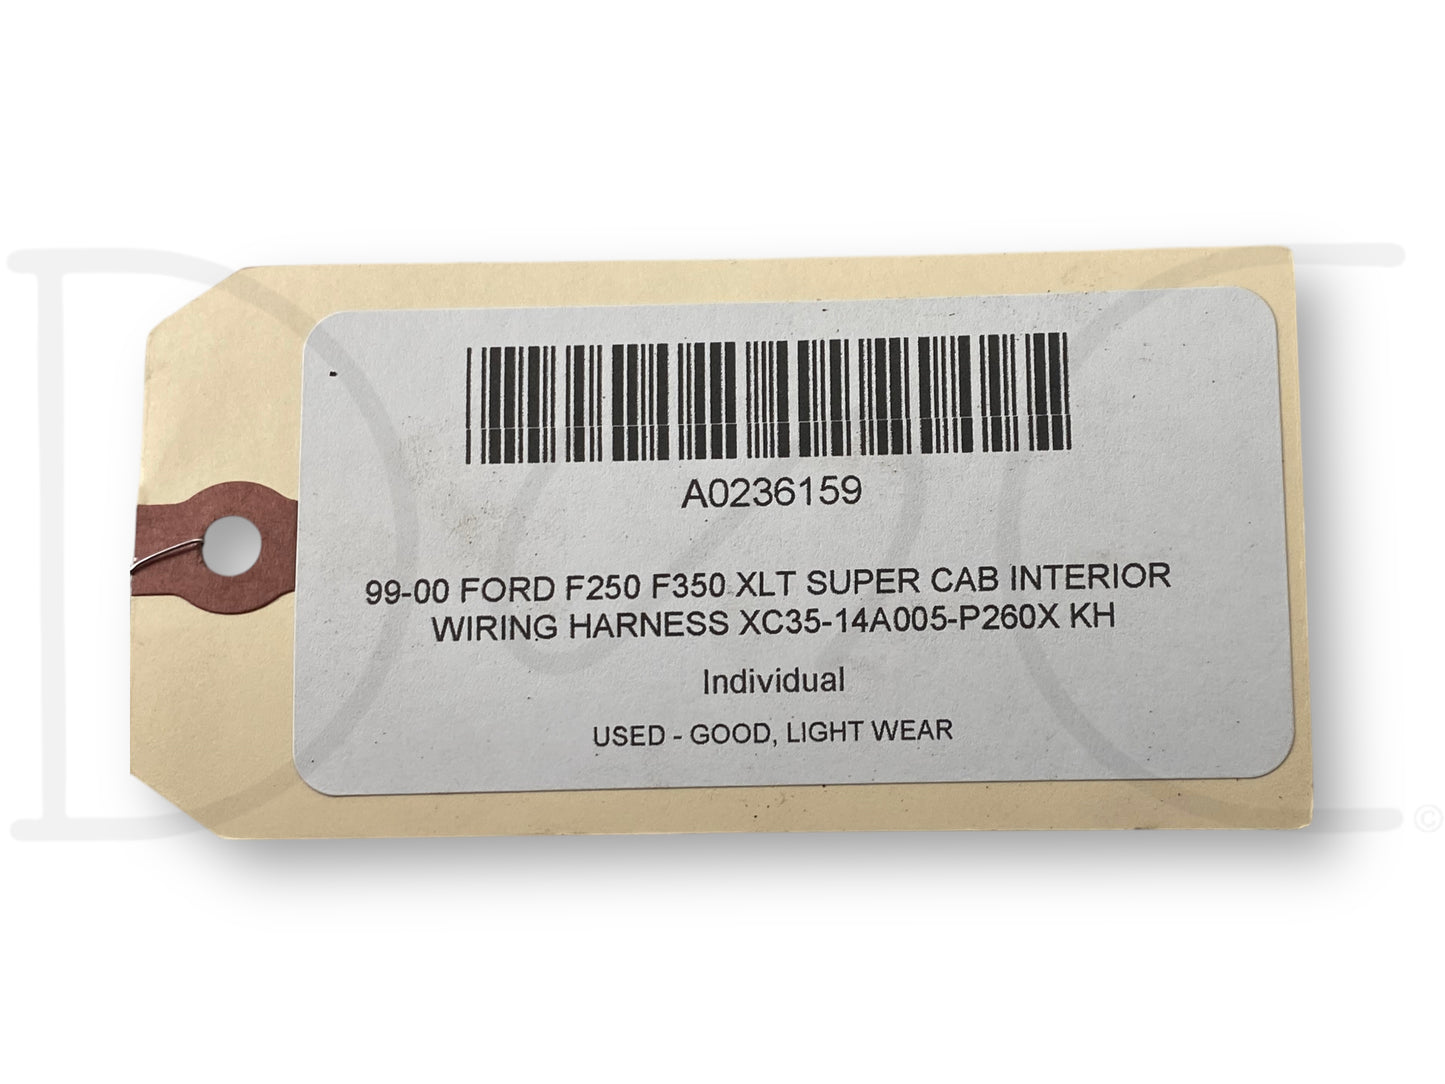 A0236159
99-00 FORD F250 F350 XLT SUPER CAB INTERIOR
WIRING HARNESS XC35-14A005-P260X KH
Individual
USED - GOOD, LIGHT WEAR
©